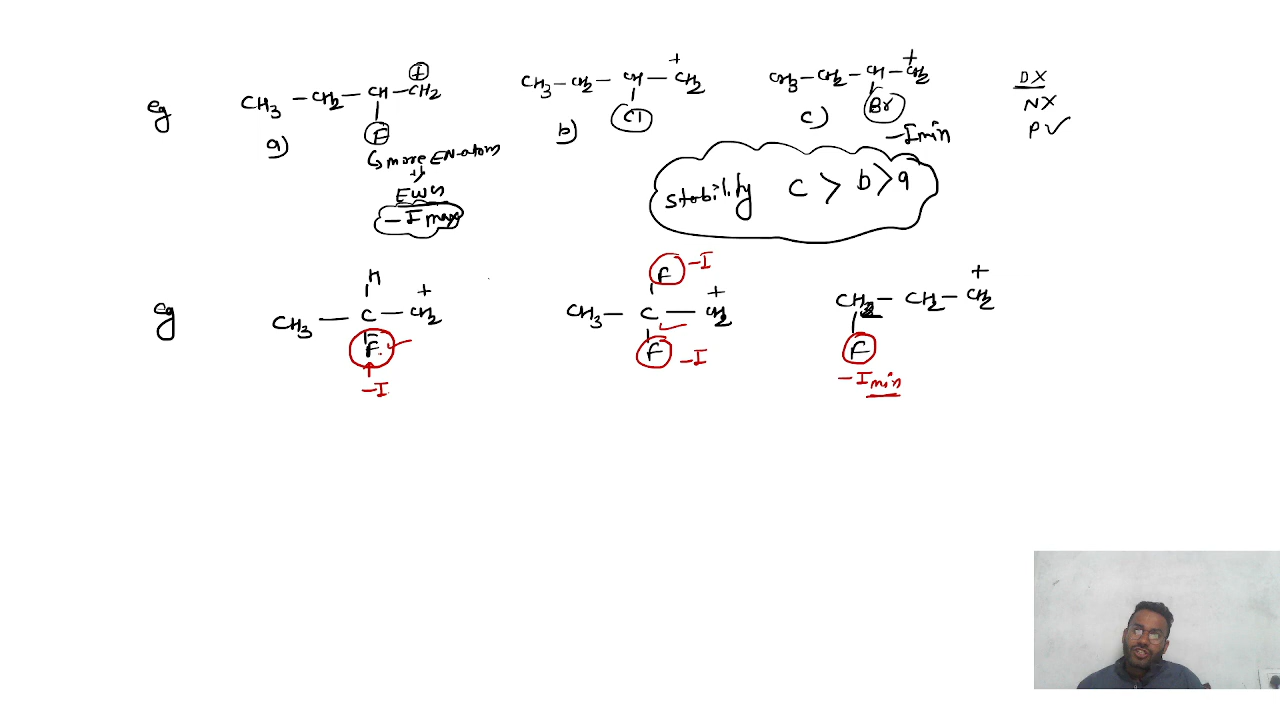 eg
CH3 — CH2 — CH — CH2 +
F
a)
↳ more EN-atom
⇓
EWG
− I max
CH3 — CH2 — CH — CH2 +
Cl
b)
CH3 — CH2 — CH — CH2 +
Br
c)
− I min
DX
NX
P✓
stability c > b > a
eg
H
CH3 — C — CH2 +
F ✓
−I
F −I
CH3 — C — CH2 +
F −I
CH2 — CH2 — CH2 +
F
− I min